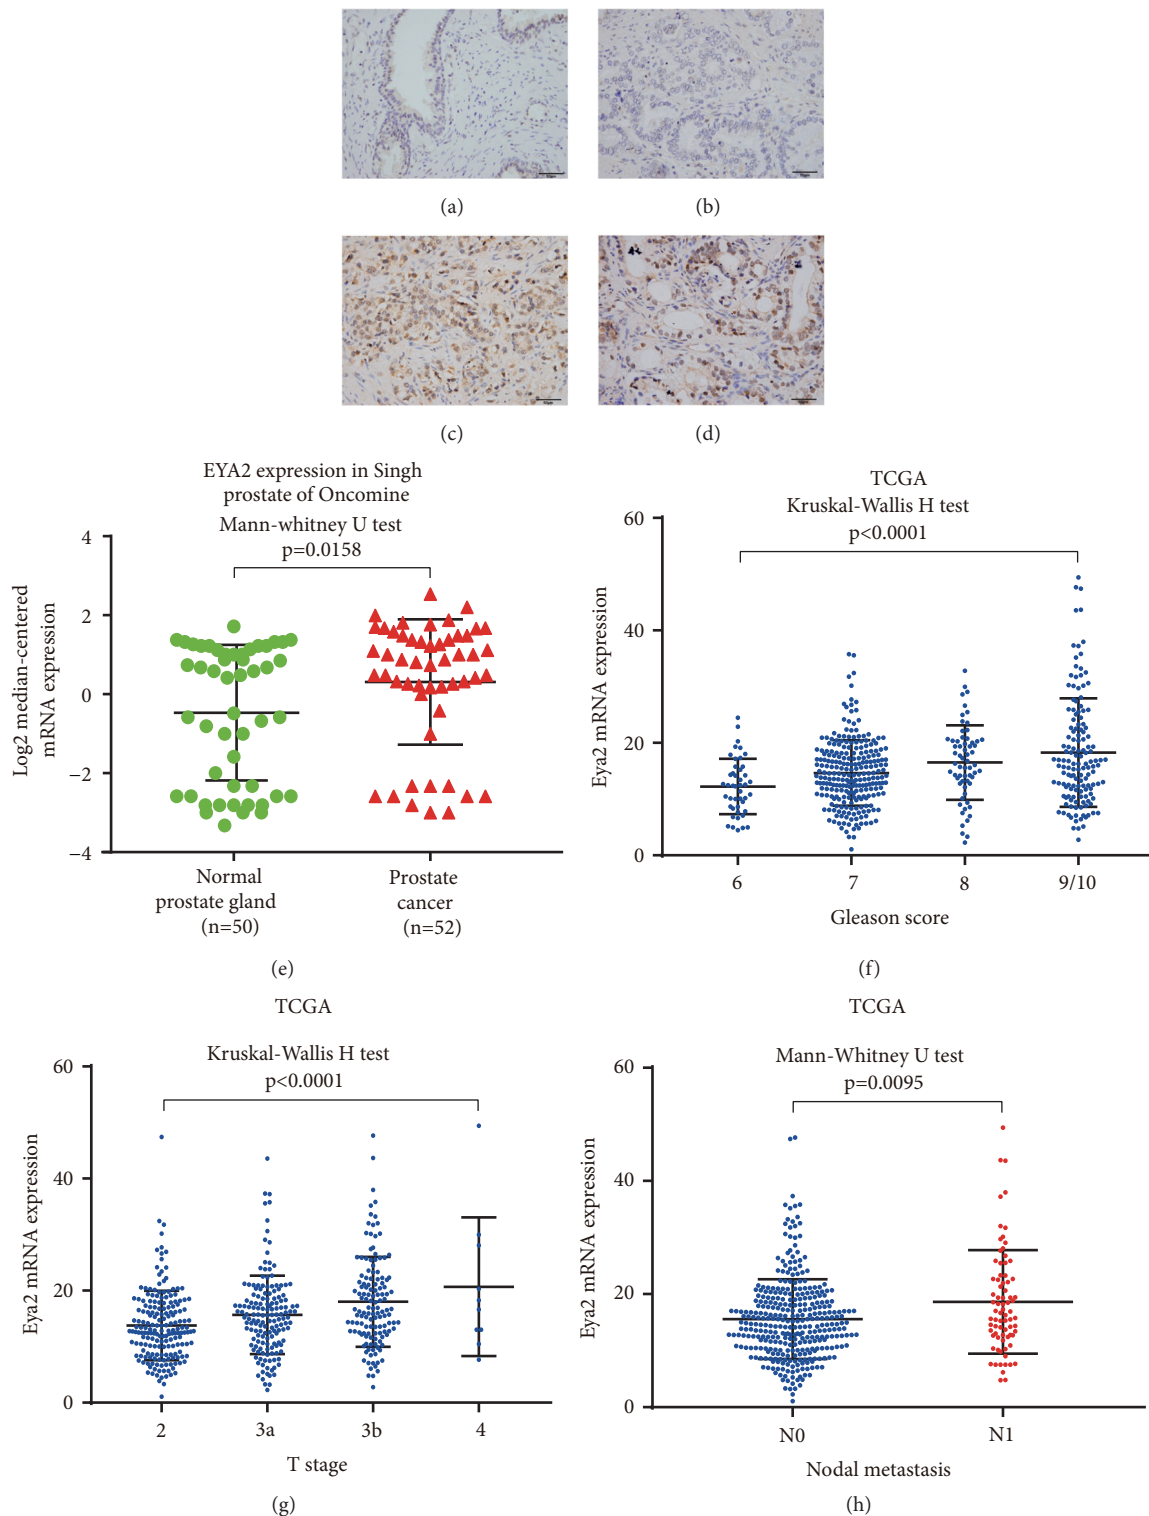 (a)
(b)
(c)
(d)
EYA2 expression in Singh
prostate of Oncomine
Mann-whitney U test
p=0.0158
Log2 median-centered
mRNA expression
4
2
0
−2
−4
Normal
prostate gland
(n=50)
Prostate
cancer
(n=52)
(e)
TCGA
Kruskal-Wallis H test
p<0.0001
Eya2 mRNA expression
60
40
20
0
6
7
8
9/10
Gleason score
(f)
TCGA
Kruskal-Wallis H test
p<0.0001
Eya2 mRNA expression
60
40
20
0
2
3a
3b
4
T stage
(g)
TCGA
Mann-Whitney U test
p=0.0095
Eya2 mRNA expression
60
40
20
0
N0
N1
Nodal metastasis
(h)